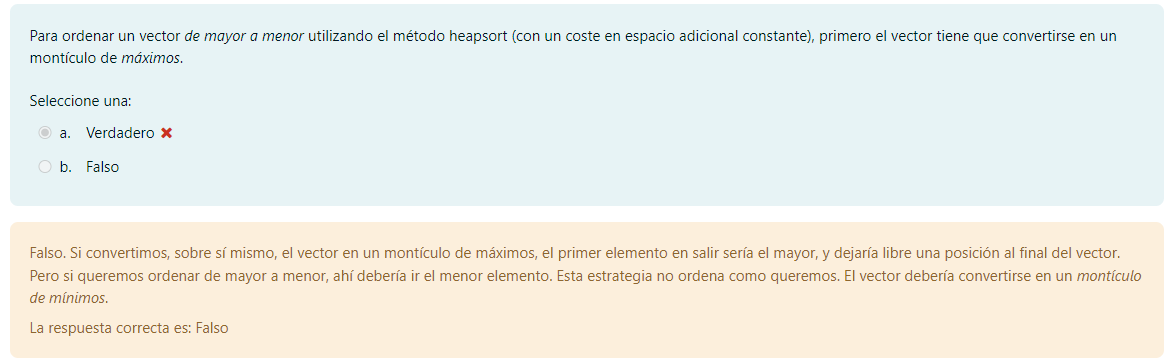 Para ordenar un vector de mayor a menor utilizando el método heapsort (con un coste en espacio adicional constante), primero el vector tiene que convertirse en un
montículo de máximos.
Seleccione una:
a. Verdadero
b. Falso
Falso. Si convertimos, sobre sí mismo, el vector en un montículo de máximos, el primer elemento en salir sería el mayor, y dejaría libre una posición al final del vector.
Pero si queremos ordenar de mayor a menor, ahí debería ir el menor elemento. Esta estrategia no ordena como queremos. El vector debería convertirse en un montículo
de mínimos.
La respuesta correcta es: Falso